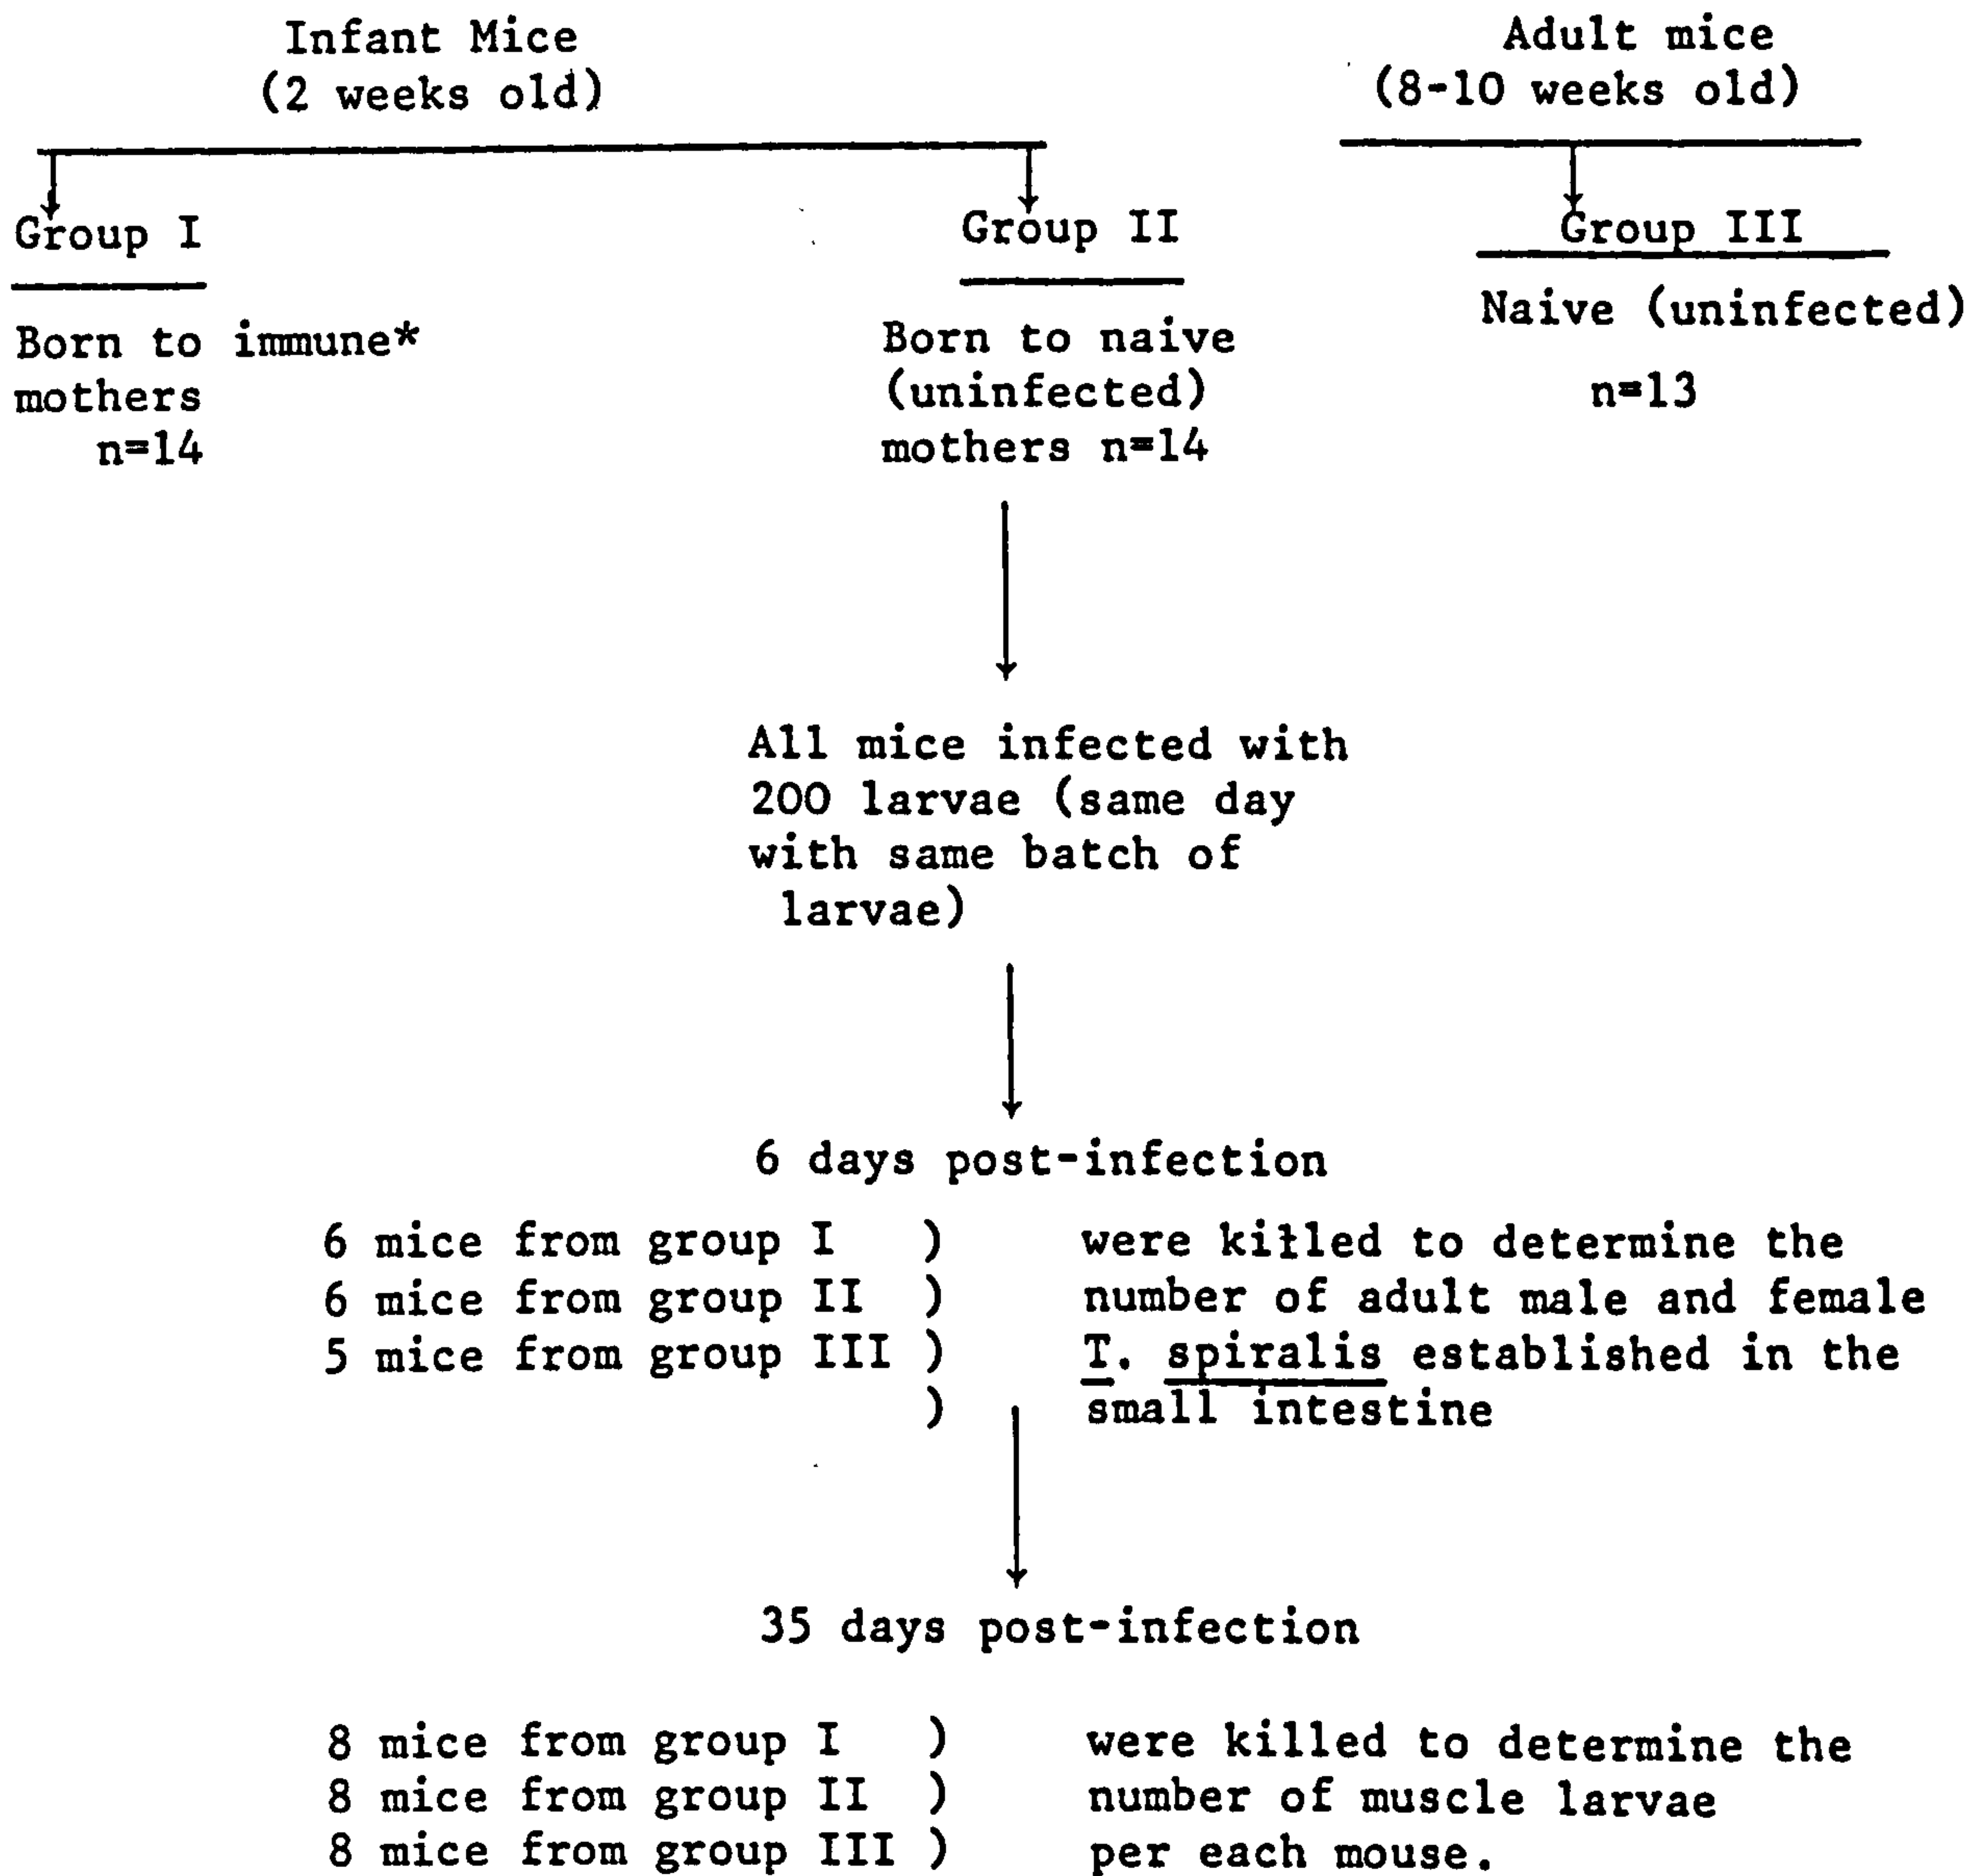 Infant Mice
(2 weeks old)
Adult mice
(8-10 weeks old)
Group I
Born to immune*
mothers
n=14
Group II
Born to naive
(uninfected)
mothers n=14
Group III
Naive (uninfected)
n=13
All mice infected with
200 larvae (same day
with same batch of
larvae)
6 days post-infection
6 mice from group I )
6 mice from group II )
5 mice from group III )
)
were killed to determine the
number of adult male and female
T. spiralis established in the
small intestine
35 days post-infection
8 mice from group I )
8 mice from group II )
8 mice from group III )
were killed to determine the
number of muscle larvae
per each mouse.